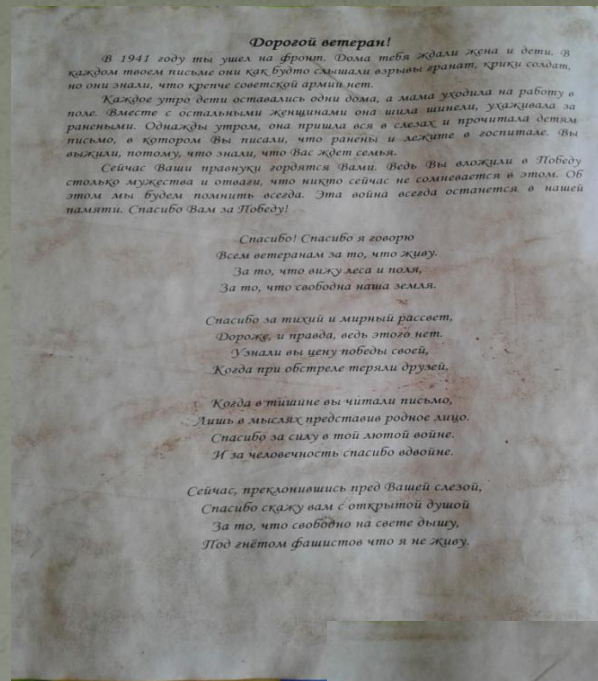 Дорогой ветеран!
В 1941 году ты ушел на фронт. Дома тебя ждали жена и дети. В
каждом твоем письме они как будто слышали взрывы гранат, крики солдат,
но они знали, что крепче советской армий нет.
Каждое утро дети оставались одни дома, а мама уходила на работу в
поле. Вместе с остальными женщинами она шила шинели, ухаживала за
ранеными. Однажды утром, она пришла вся в слезах и прочитала детям
письмо, в котором Вы писали, что ранены и лежите в госпитале. Вы
выжили, потому, что знали, что Вас ждет семья.
Сейчас Ваши правнуки гордятся Вами. Ведь Вы вложили в Победу
столько мужества и отваги, что никто сейчас не сомневается в этом. Об
этом мы будем помнить всегда. Эта война всегда останется в нашей
памяти. Спасибо Вам за Победу!
Спасибо! Спасибо я говорю
Всем ветеранам за то, что живу.
За то, что вижу леса и поля,
За то, что свободна наша земля.
Спасибо за тихий и мирный рассвет,
Дороже, и правда, ведь этого нет.
Узнали вы цену победы своей,
Когда при обстреле теряли друзей,
Когда в тишине вы читали письмо,
Лишь в мыслях представив родное лицо.
Спасибо за силу в той лютой войне.
И за человечность спасибо вдвойне.
Сейчас, преклонившись пред Вашей слезой,
Спасибо скажу вам с открытой душой
За то, что свободно на свете дышу,
Под гнётом фашистов что я не живу.